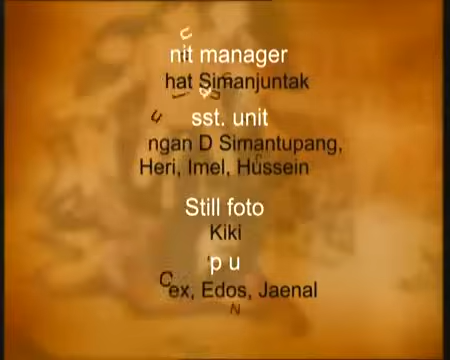 nit manager
hat Simanjuntak
sst. unit
ngan D Simantupang,
Heri, Imel, Hussein
Still foto
Kiki
p u
ex, Edos, Jaenal